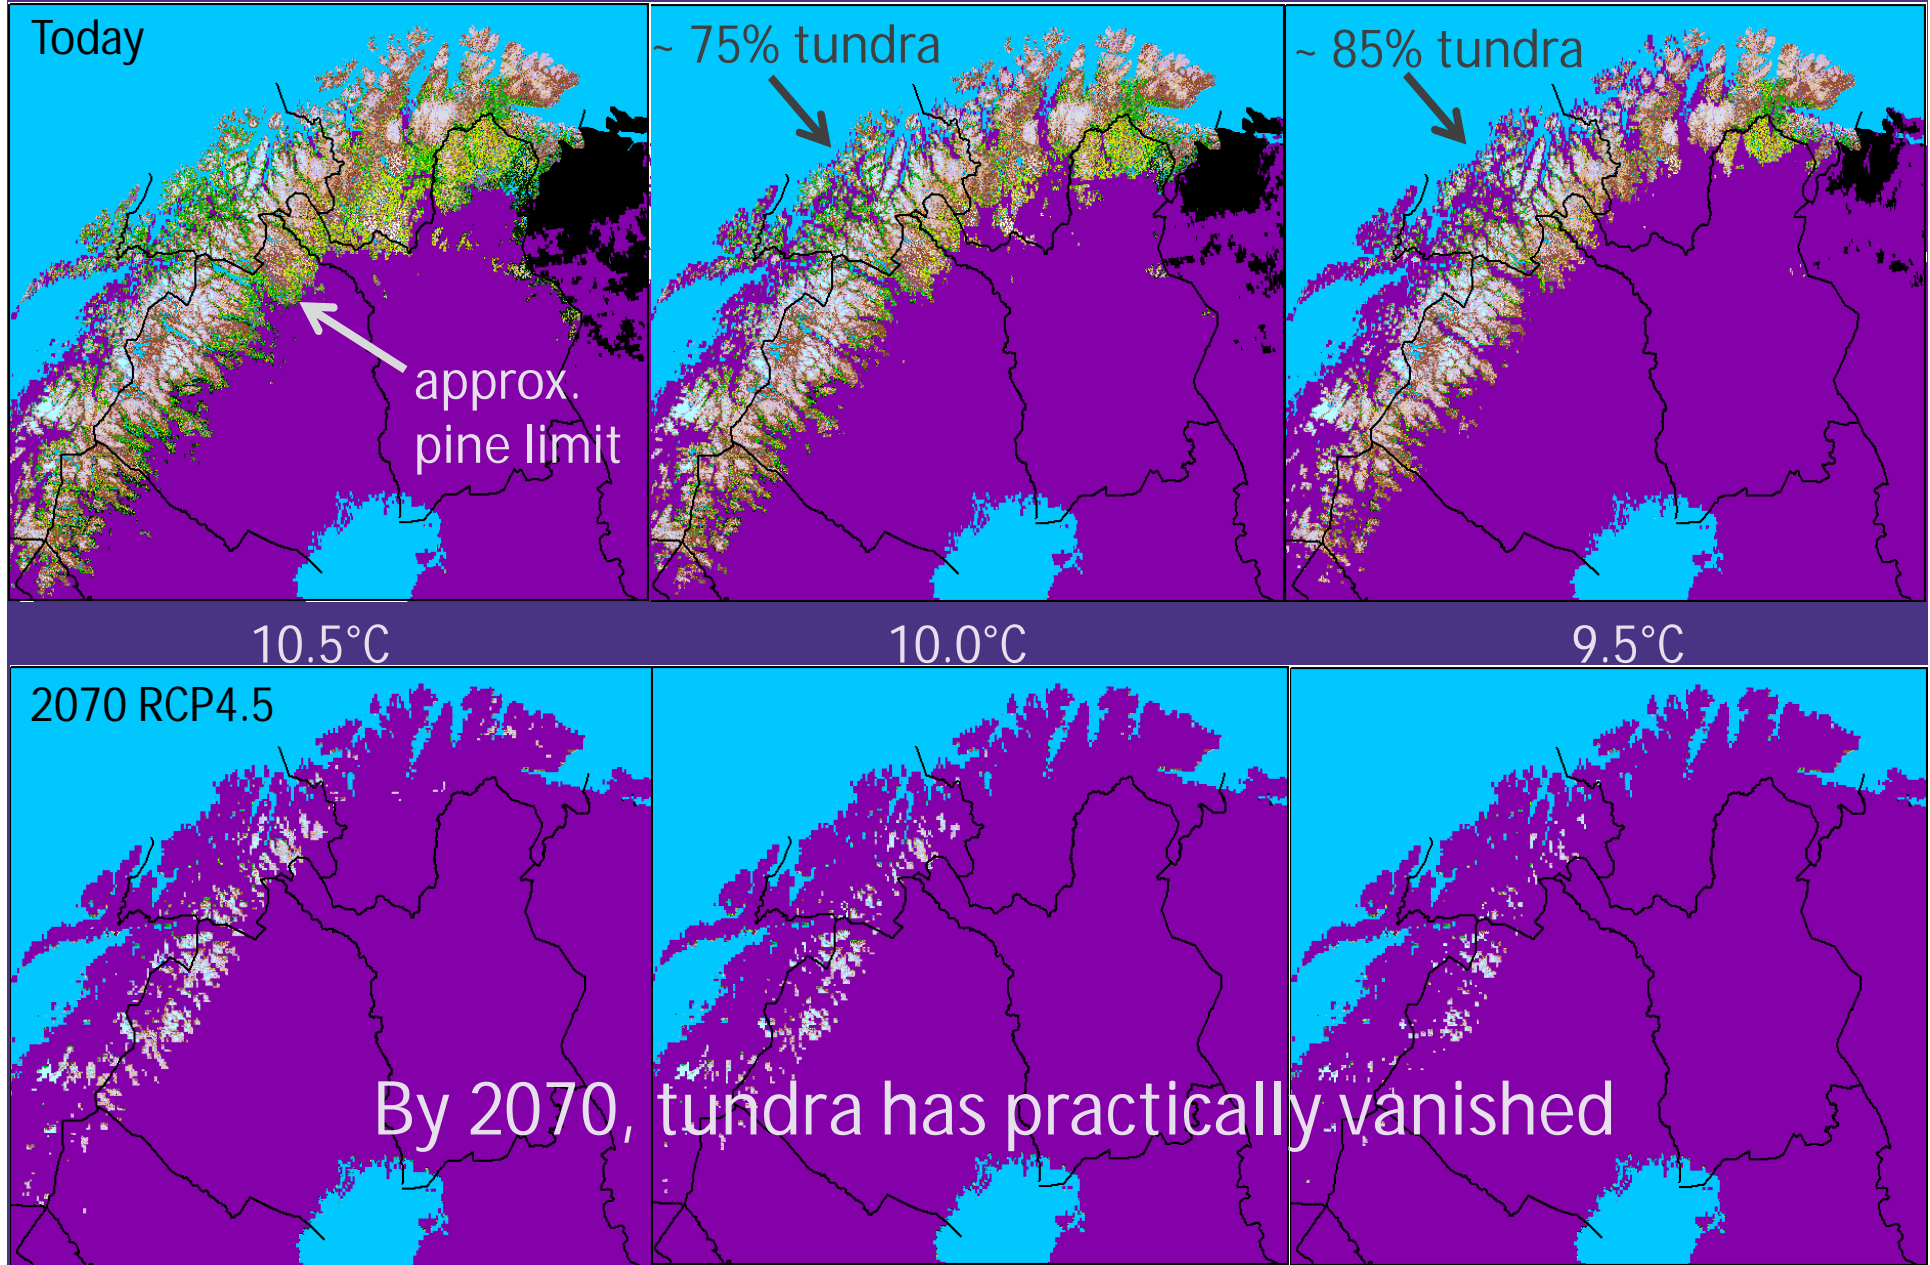 Today
~ 75% tundra
~ 85% tundra
approx.
pine limit
10.5°C
10.0°C
9.5°C
2070 RCP4.5
By 2070, tundra has practically vanished